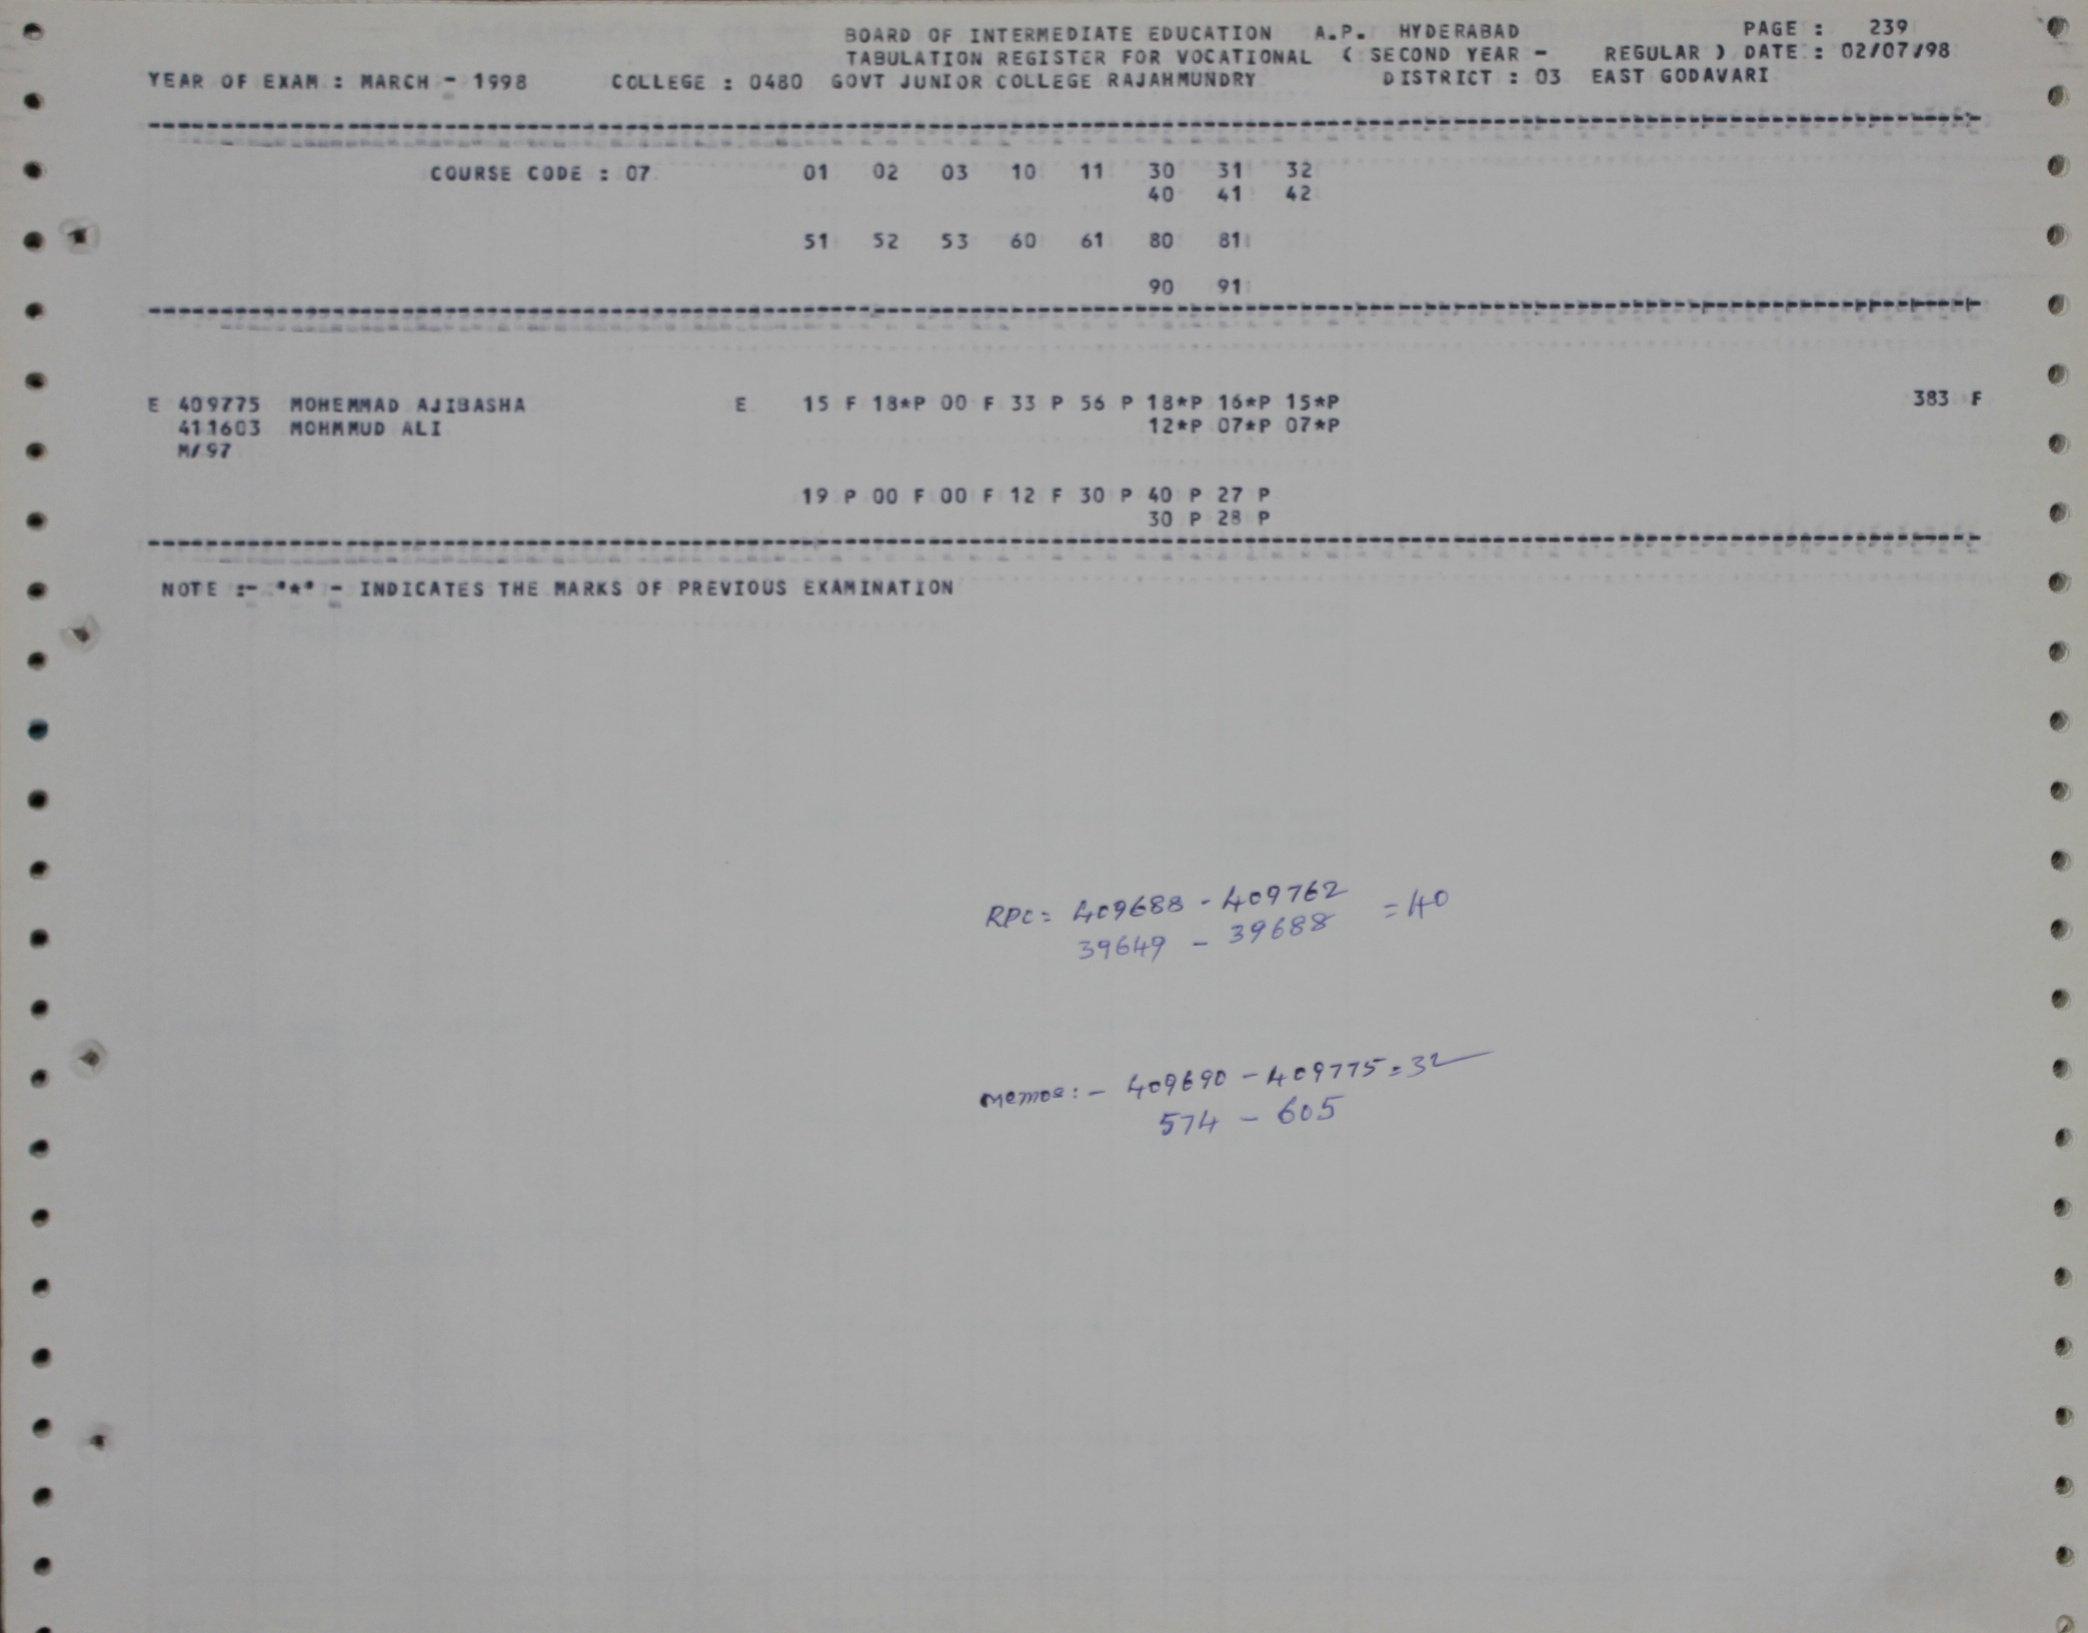 BOARD OF INTERMEDIATE EDUCATION A.P. HYDERABAD PAGE : 239
TABULATION REGISTER FOR VOCATIONAL ( SECOND YEAR - REGULAR ) DATE : 02/07/98
YEAR OF EXAM : MARCH - 1998 COLLEGE : 0480 GOVT JUNIOR COLLEGE RAJAHMUNDRY DISTRICT : 03 EAST GODAVARI
COURSE CODE : 07 01 02 03 10 11 30 31 32
40 41 42
51 52 53 60 61 80 81
90 91
E 409775 MOHEMMAD AJIBASHA E 15 F 18*P 00 F 33 P 56 P 18*P 16*P 15*P 383 F
411603 MOHMMUD ALI 12*P 07*P 07*P
M/97
19 P 00 F 00 F 12 F 30 P 40 P 27 P
30 P 28 P
NOTE :- "*" - INDICATES THE MARKS OF PREVIOUS EXAMINATION
RPC = 409688 - 409762 = 40
39649 - 39688
memos :- 409690 - 409775 = 32
574 - 605